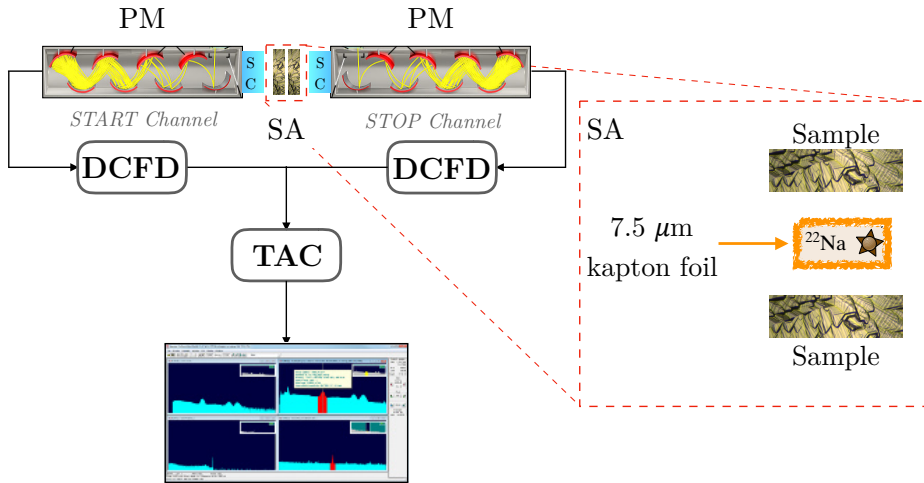 PM
PM
S
C
S
C
START Channel
SA
STOP Channel
DCFD
DCFD
TAC
SA
Sample
7.5 μm
kapton foil
²²Na
Sample